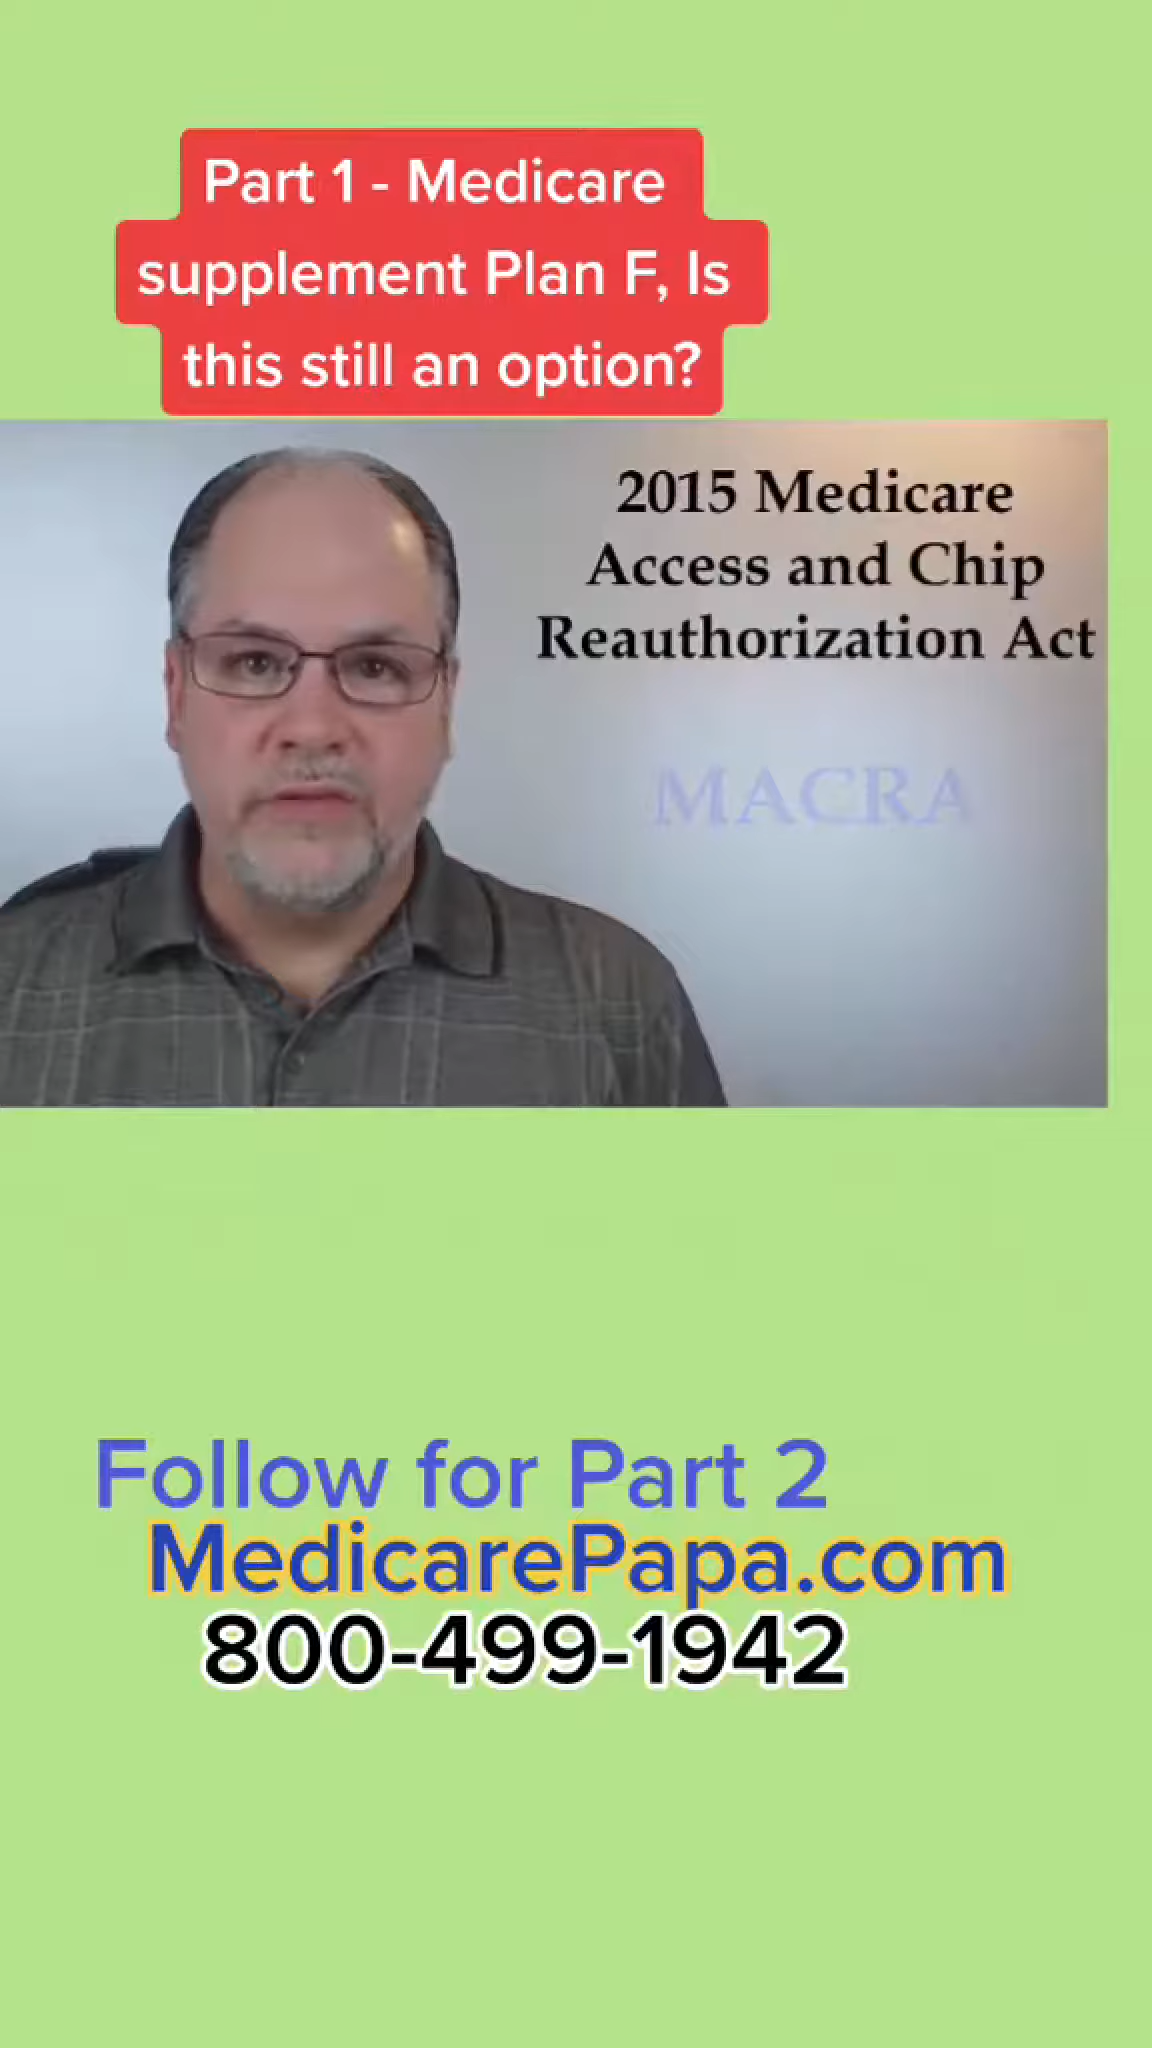 Part 1 - Medicare
supplement Plan F, Is
this still an option?
2015 Medicare
Access and Chip
Reauthorization Act
MACRA
Follow for Part 2
MedicarePapa.com
800-499-1942